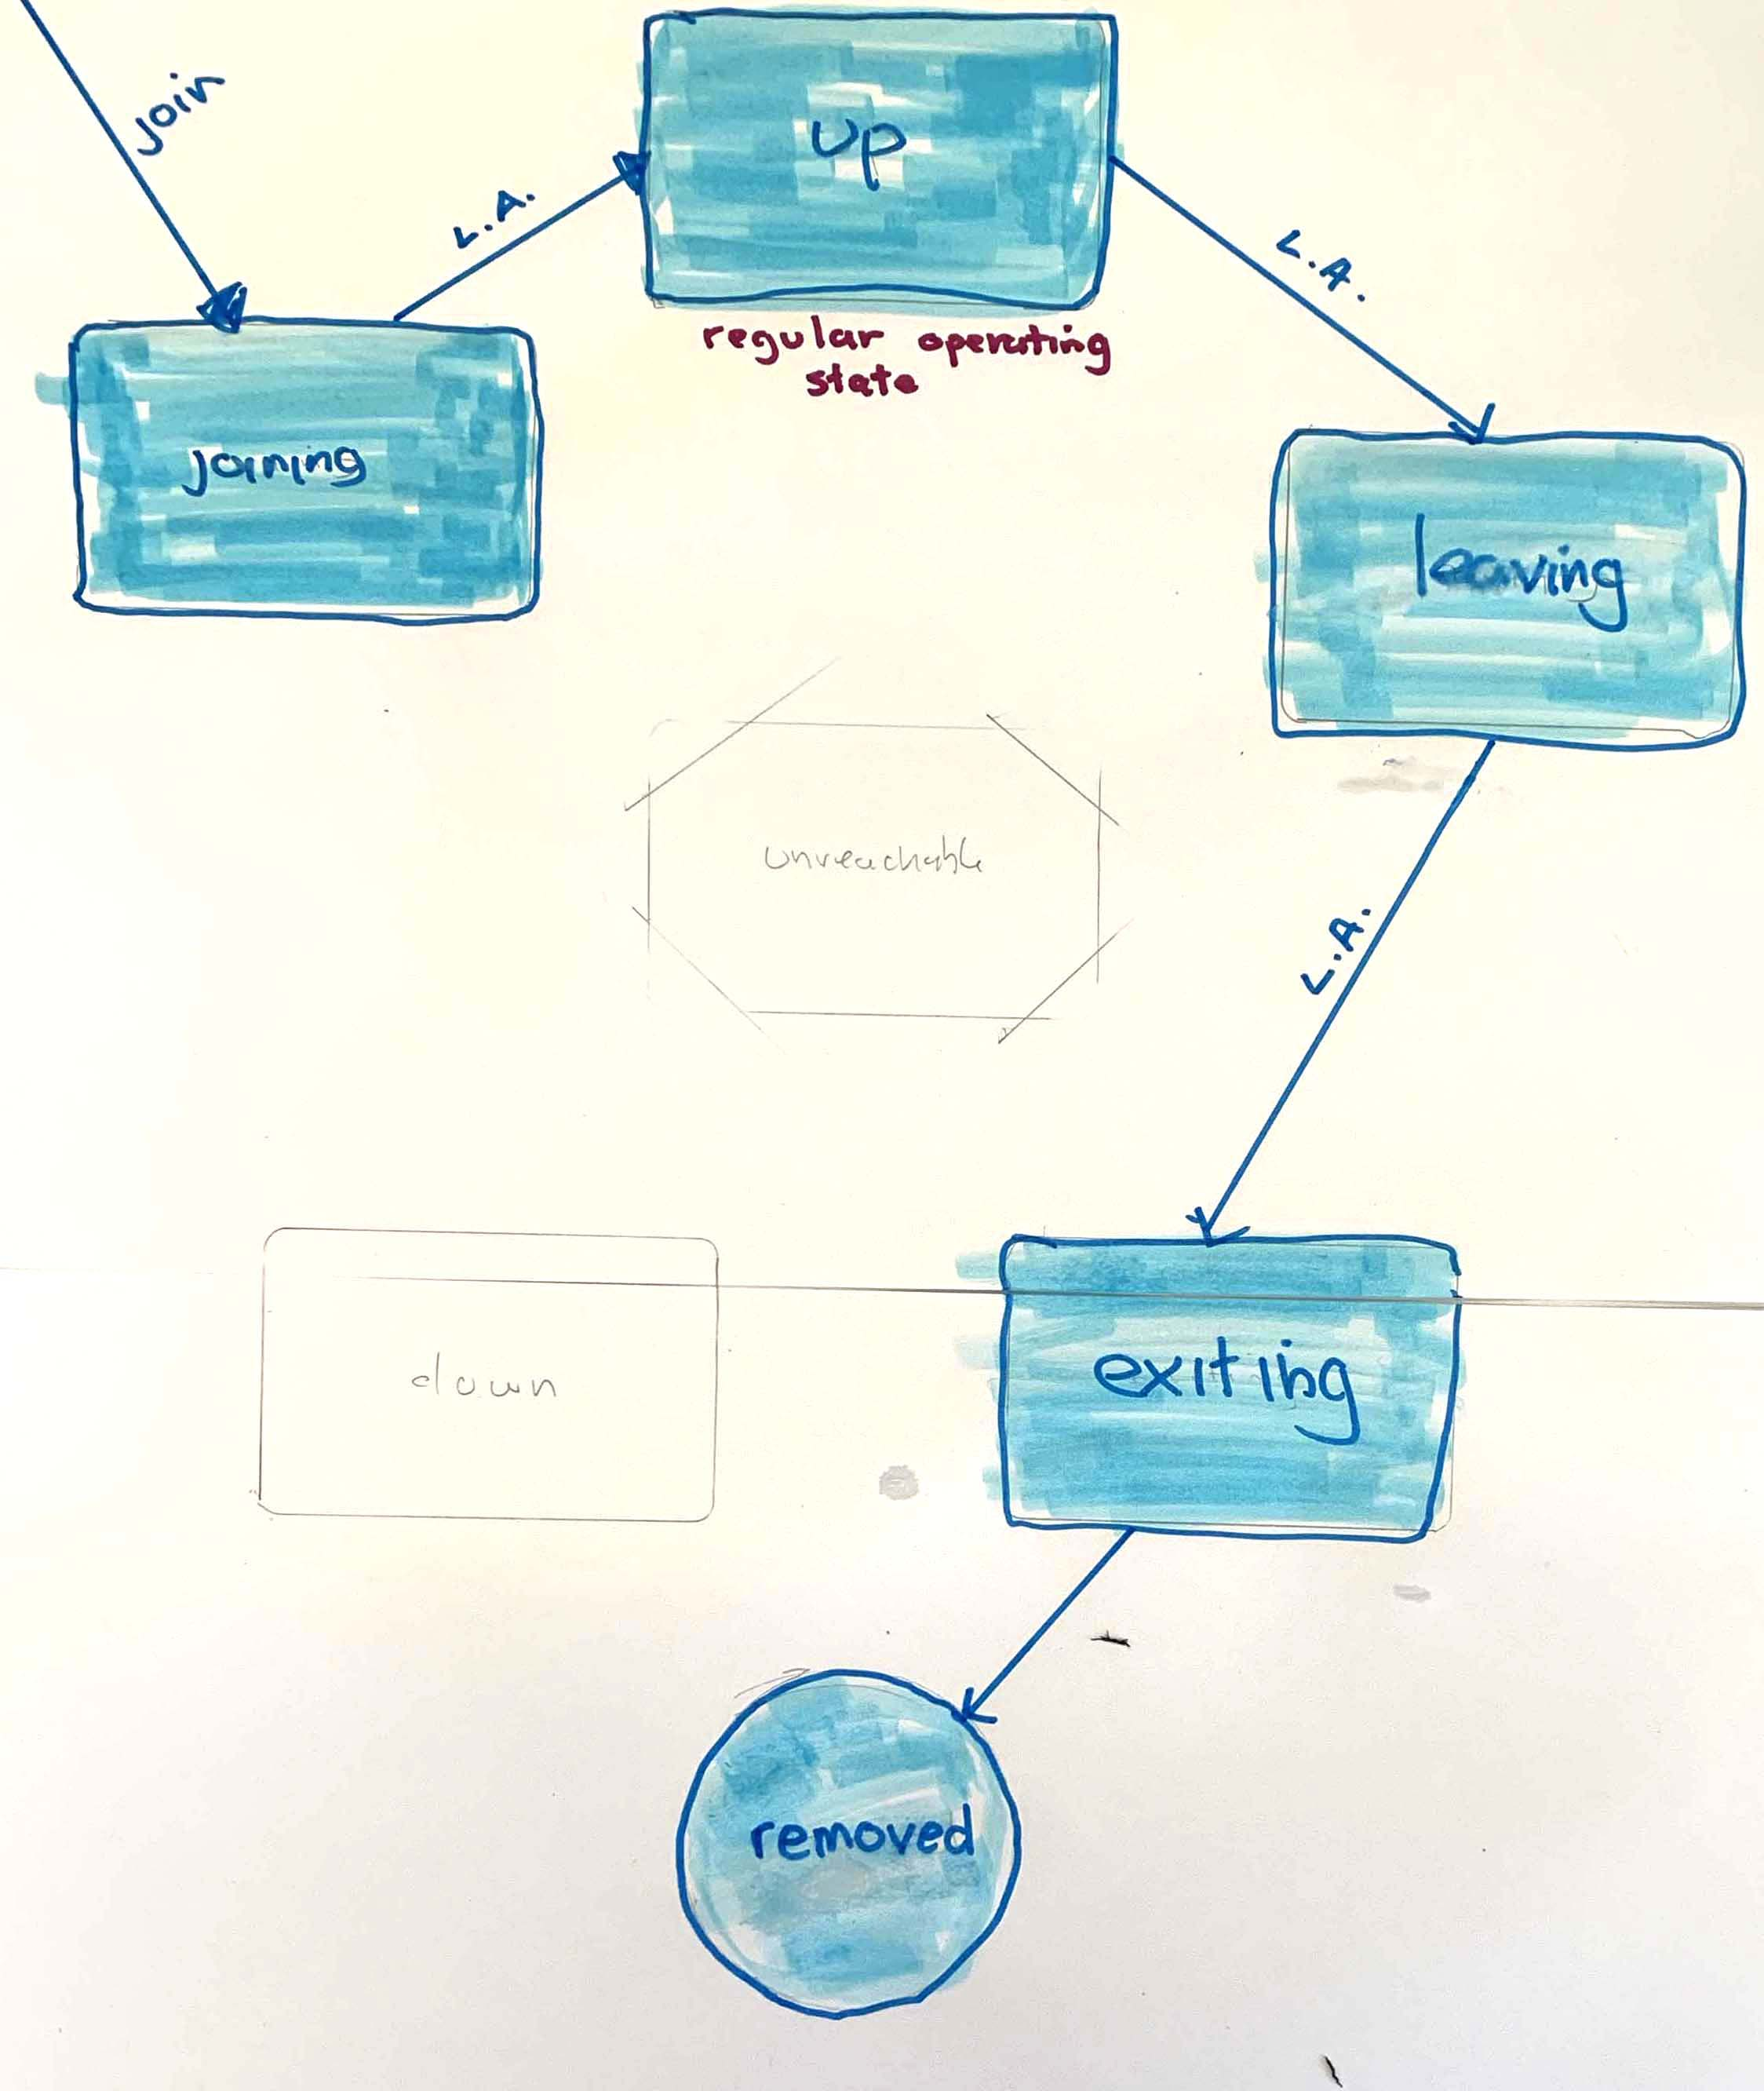 join
up
L.A.
L.A.
regular operating
state
joining
leaving
unreachable
L.A.
down
exiting
removed